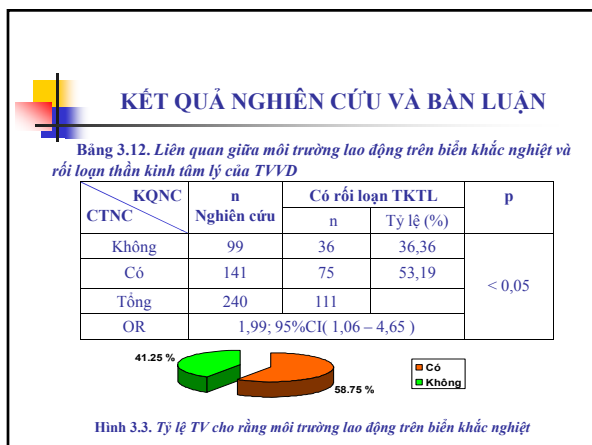 KẾT QUẢ NGHIÊN CỨU VÀ BÀN LUẬN
Bảng 3.12. Liên quan giữa môi trường lao động trên biển khắc nghiệt và
rối loạn thần kinh tâm lý của TVVD
KQNC
CTNC
n
Nghiên cứu
Có rối loạn TKTL
p
n
Tỷ lệ (%)
Không 99 36 36,36
Có 141 75 53,19
< 0,05
Tổng 240 111
OR 1,99; 95%CI( 1,06 – 4,65 )
41.25 %
58.75 %
Có
Không
Hình 3.3. Tỷ lệ TV cho rằng môi trường lao động trên biển khắc nghiệt